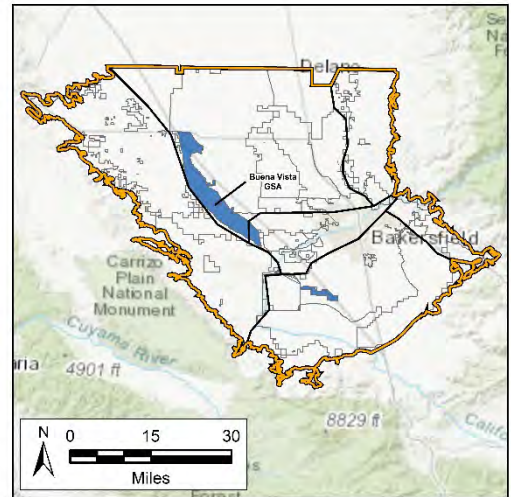 Delano
Buena Vista
GSA
Bakersfield
Carrizo
Plain
National
Monument
Cuyama River
4901 ft
8829 ft
N
0 15 30
Miles